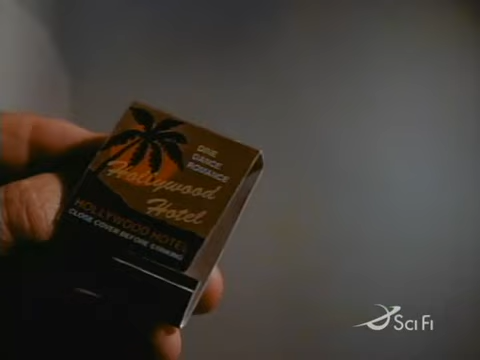 DINE
DANCE
ROMANCE
Hollywood
Hotel
HOLLYWOOD HOTEL
CLOSE COVER BEFORE STRIKING
SCI FI